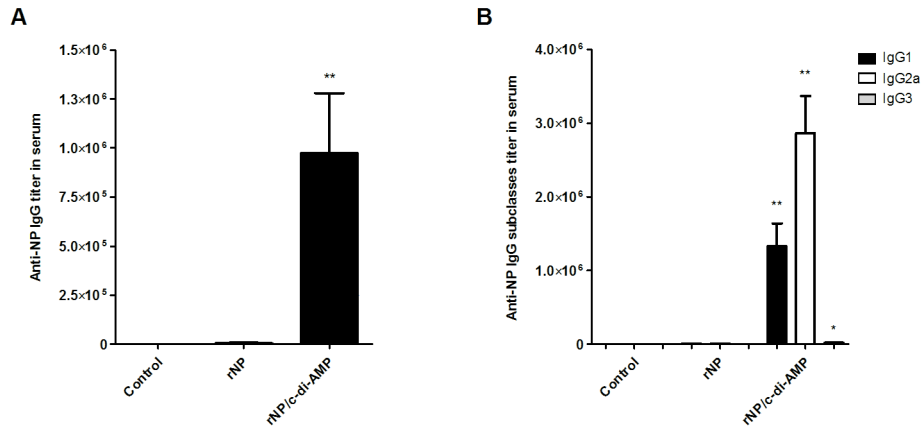 A
Anti-NP IgG titer in serum
1.5×10⁶
1.3×10⁶
1.0×10⁶
7.5×10⁵
5.0×10⁵
2.5×10⁵
0
**
Control
rNP
rNP/c-di-AMP
B
Anti-NP IgG subclasses titer in serum
4.0×10⁶
3.0×10⁶
2.0×10⁶
1.0×10⁶
0
**
**
*
Control
rNP
rNP/c-di-AMP
IgG1
IgG2a
IgG3